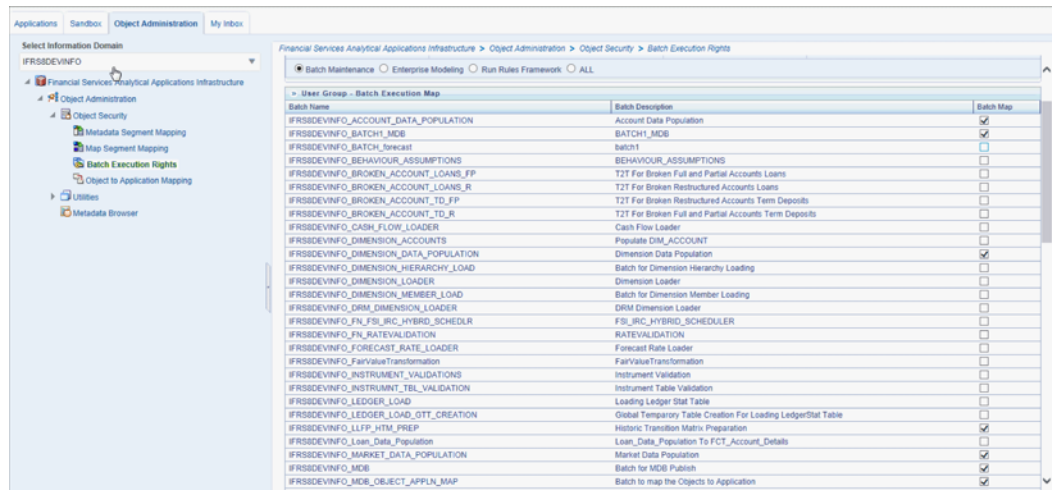 Applications Sandbox Object Administration My Inbox
Select Information Domain
IFRS8DEVINFO
Financial Services Analytical Applications Infrastructure
Object Administration
Object Security
Metadata Segment Mapping
Map Segment Mapping
Batch Execution Rights
Object to Application Mapping
Utilities
Metadata Browser
Financial Services Analytical Applications Infrastructure > Object Administration > Object Security > Batch Execution Rights
Batch Maintenance Enterprise Modeling Run Rules Framework ALL
» User Group - Batch Execution Map
Batch Name Batch Description Batch Map
IFRS8DEVINFO_ACCOUNT_DATA_POPULATION Account Data Population
IFRS8DEVINFO_BATCH1_MDB BATCH1_MDB
IFRS8DEVINFO_BATCH_forecast batch1
IFRS8DEVINFO_BEHAVIOUR_ASSUMPTIONS BEHAVIOUR_ASSUMPTIONS
IFRS8DEVINFO_BROKEN_ACCOUNT_LOANS_FP T2T For Broken Full and Partial Accounts Loans
IFRS8DEVINFO_BROKEN_ACCOUNT_LOANS_R T2T For Broken Restructured Accounts Loans
IFRS8DEVINFO_BROKEN_ACCOUNT_TD_FP T2T For Broken Restructured Accounts Term Deposits
IFRS8DEVINFO_BROKEN_ACCOUNT_TD_R T2T For Broken Full and Partial Accounts Term Deposits
IFRS8DEVINFO_CASH_FLOW_LOADER Cash Flow Loader
IFRS8DEVINFO_DIMENSION_ACCOUNTS Populate DIM_ACCOUNT
IFRS8DEVINFO_DIMENSION_DATA_POPULATION Dimension Data Population
IFRS8DEVINFO_DIMENSION_HIERARCHY_LOAD Batch for Dimension Hierarchy Loading
IFRS8DEVINFO_DIMENSION_LOADER Dimension Loader
IFRS8DEVINFO_DIMENSION_MEMBER_LOAD Batch for Dimension Member Loading
IFRS8DEVINFO_DRM_DIMENSION_LOADER DRM Dimension Loader
IFRS8DEVINFO_FN_FSI_IRC_HYBRD_SCHEDLR FSI_IRC_HYBRID_SCHEDULER
IFRS8DEVINFO_FN_RATEVALIDATION RATEVALIDATION
IFRS8DEVINFO_FORECAST_RATE_LOADER Forecast Rate Loader
IFRS8DEVINFO_FairValueTransformation FairValueTransformation
IFRS8DEVINFO_INSTRUMENT_VALIDATIONS Instrument Validation
IFRS8DEVINFO_INSTRUMNT_TBL_VALIDATION Instrument Table Validation
IFRS8DEVINFO_LEDGER_LOAD Loading Ledger Stat Table
IFRS8DEVINFO_LEDGER_LOAD_GTT_CREATION Global Temparory Table Creation For Loading LedgerStat Table
IFRS8DEVINFO_LLFP_HTM_PREP Historic Transition Matrix Preparation
IFRS8DEVINFO_Loan_Data_Population Loan_Data_Population To FCT_Account_Details
IFRS8DEVINFO_MARKET_DATA_POPULATION Market Data Population
IFRS8DEVINFO_MDB Batch for MDB Publish
IFRS8DEVINFO_MDB_OBJECT_APPLN_MAP Batch to map the Objects to Application